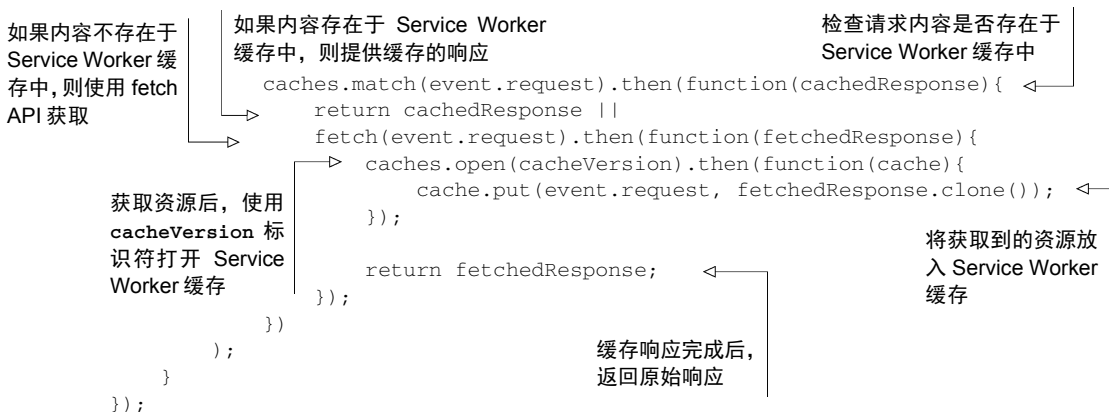 如果内容不存在于
Service Worker 缓
存中,则使用 fetch
API 获取
如果内容存在于 Service Worker
缓存中，则提供缓存的响应
检查请求内容是否存在于
Service Worker 缓存中
caches.match(event.request).then(function(cachedResponse){
return cachedResponse ||
fetch(event.request).then(function(fetchedResponse){
caches.open(cacheVersion).then(function(cache){
cache.put(event.request, fetchedResponse.clone());
});
获取资源后，使用
cacheVersion 标
识符打开 Service
Worker 缓存
将获取到的资源放
入 Service Worker
缓存
return fetchedResponse;
});
})
);
}
});
缓存响应完成后，
返回原始响应